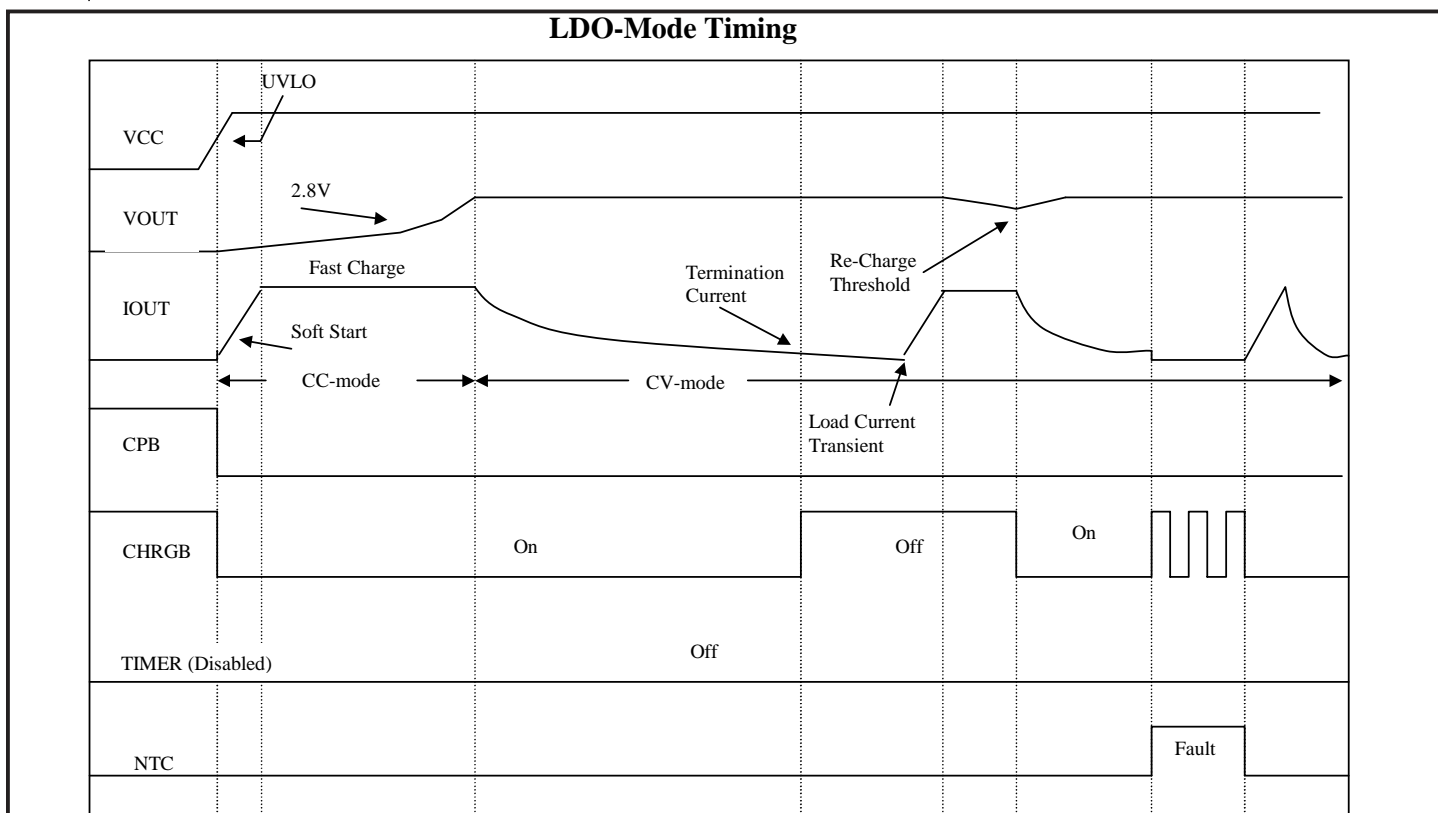 LDO-Mode Timing
UVLO
VCC
2.8V
VOUT
Fast Charge
Termination
Current
Re-Charge
Threshold
IOUT
Soft Start
CC-mode
CV-mode
Load Current
Transient
CPB
CHRGB
On
Off
On
TIMER (Disabled)
Off
NTC
Fault